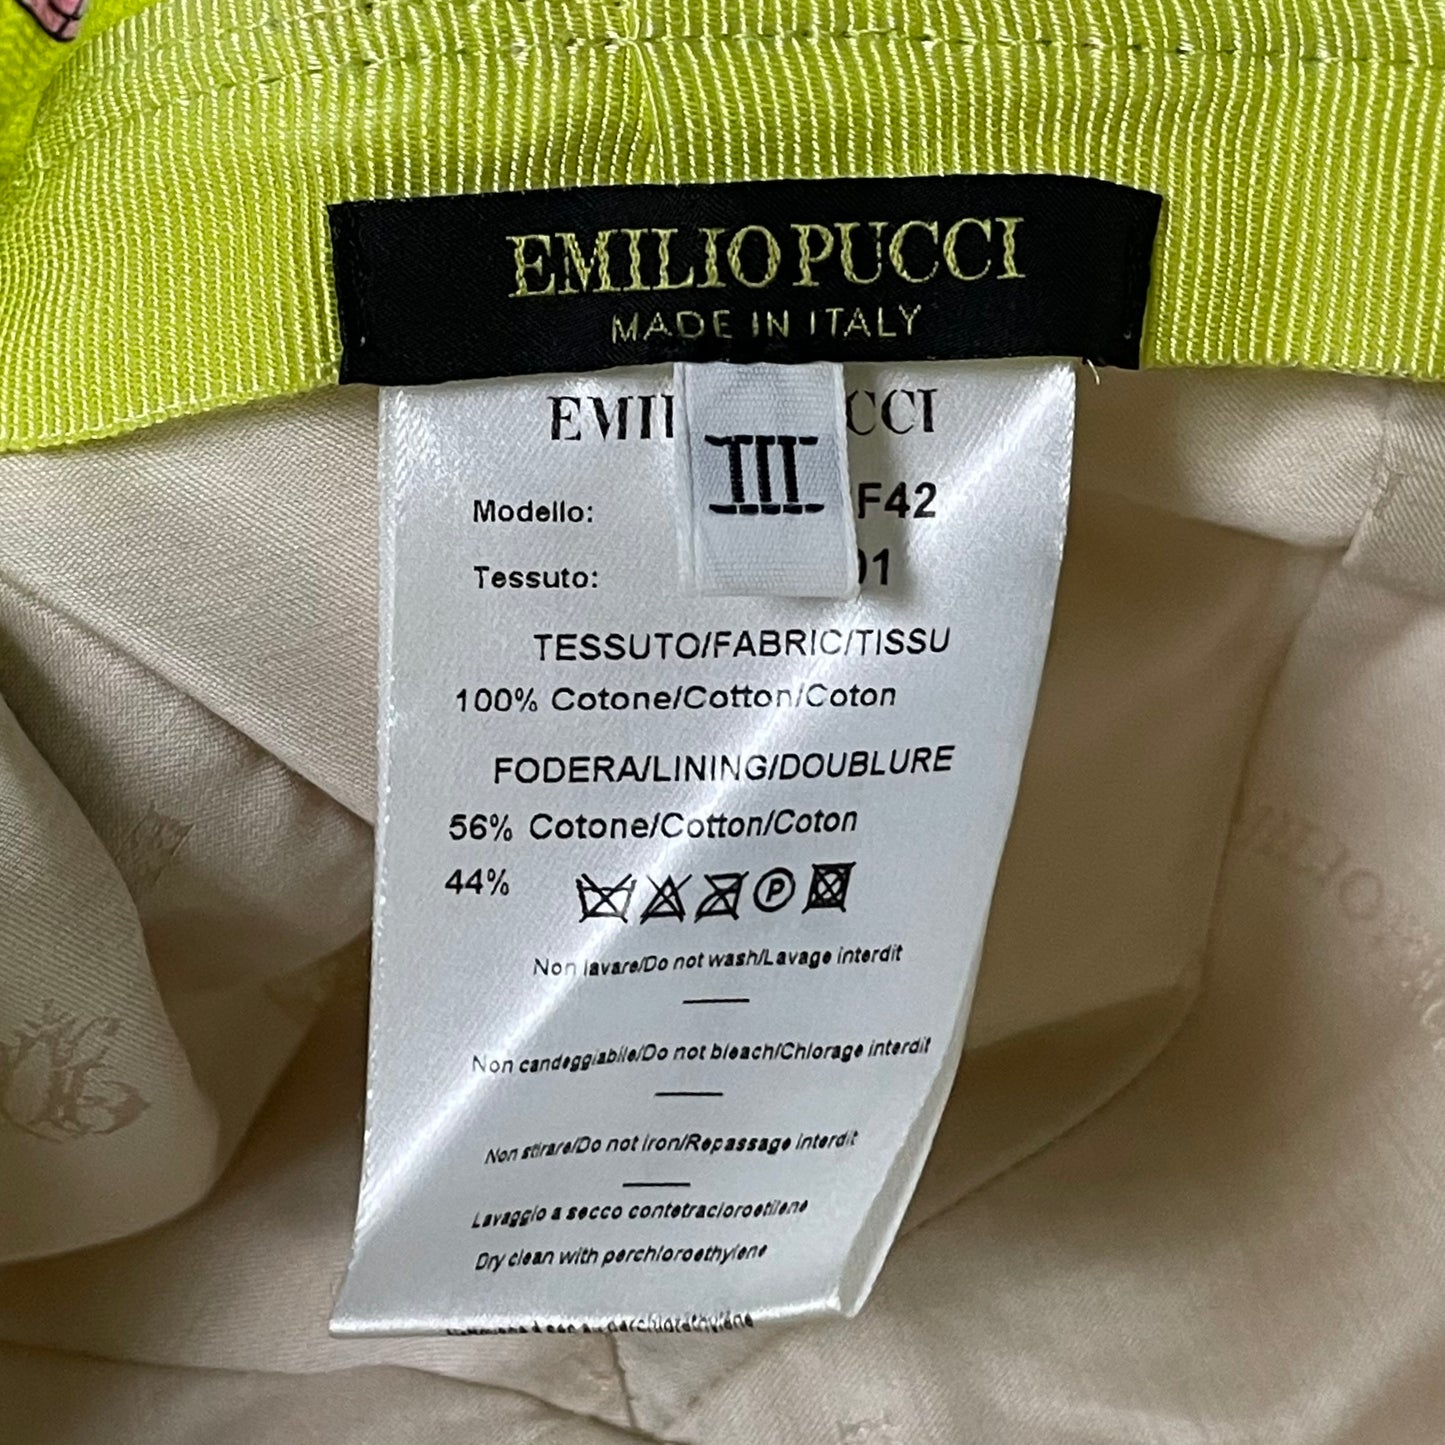 EMILIO PUCCI
MADE IN ITALY
III
Modello: F42
Tessuto: 01
TESSUTO/FABRIC/TISSU
100% Cotone/Cotton/Coton
FODERA/LINING/DOUBLURE
56% Cotone/Cotton/Coton
44%
P
Non lavare/Do not wash/Lavage interdit
Non candeggiabile/Do not bleach/Chlorage interdit
Non stirare/Do not iron/Repassage interdit
Lavaggio a secco contetracloroetilene
Dry clean with perchloroethylene